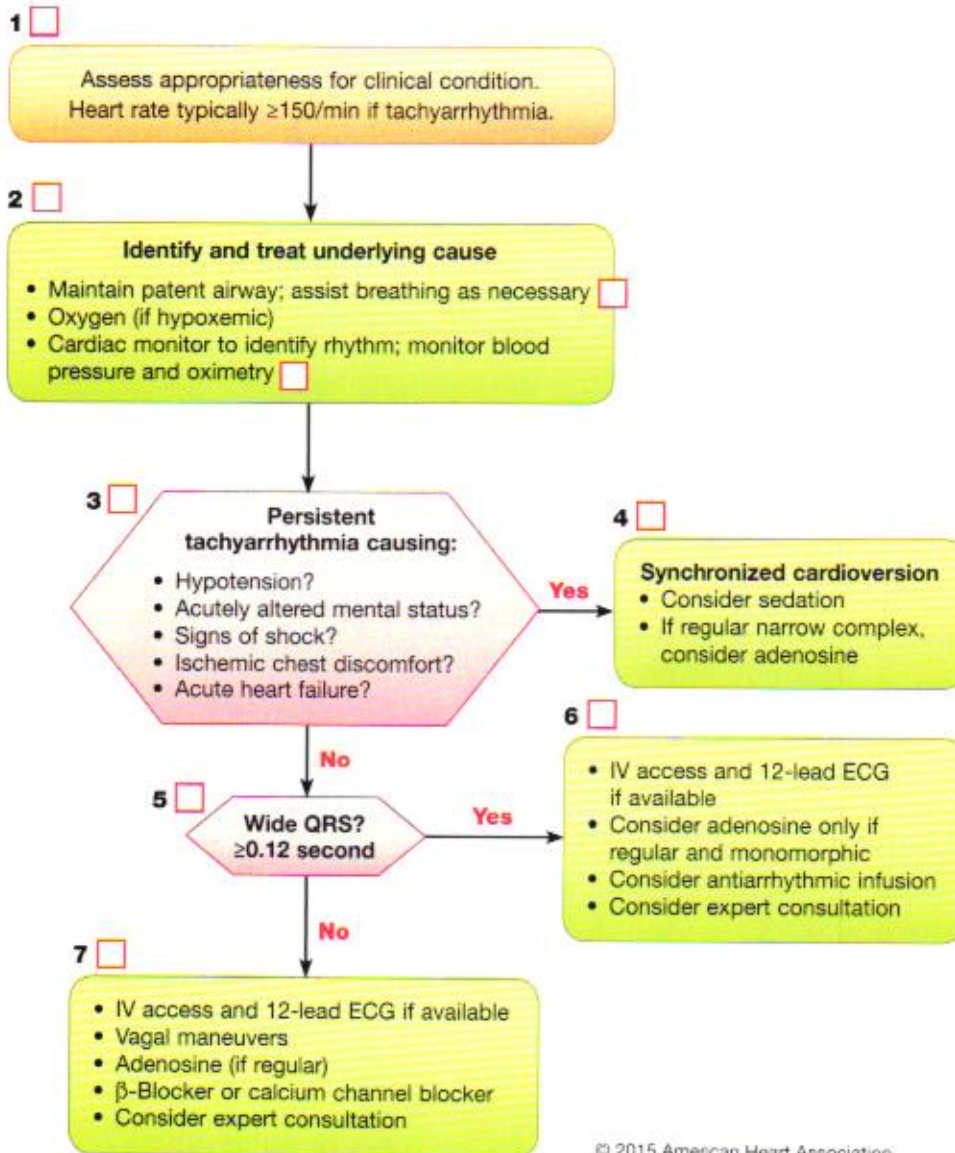 1
Assess appropriateness for clinical condition.
Heart rate typically ≥150/min if tachyarrhythmia.
2
Identify and treat underlying cause
• Maintain patent airway; assist breathing as necessary
• Oxygen (if hypoxemic)
• Cardiac monitor to identify rhythm; monitor blood
pressure and oximetry
3
Persistent
tachyarrhythmia causing:
• Hypotension?
• Acutely altered mental status?
• Signs of shock?
• Ischemic chest discomfort?
• Acute heart failure?
Yes
4
Synchronized cardioversion
• Consider sedation
• If regular narrow complex,
consider adenosine
No
5
Wide QRS?
≥0.12 second
Yes
6
• IV access and 12-lead ECG
if available
• Consider adenosine only if
regular and monomorphic
• Consider antiarrhythmic infusion
• Consider expert consultation
No
7
• IV access and 12-lead ECG if available
• Vagal maneuvers
• Adenosine (if regular)
• β-Blocker or calcium channel blocker
• Consider expert consultation
© 2015 American Heart Association